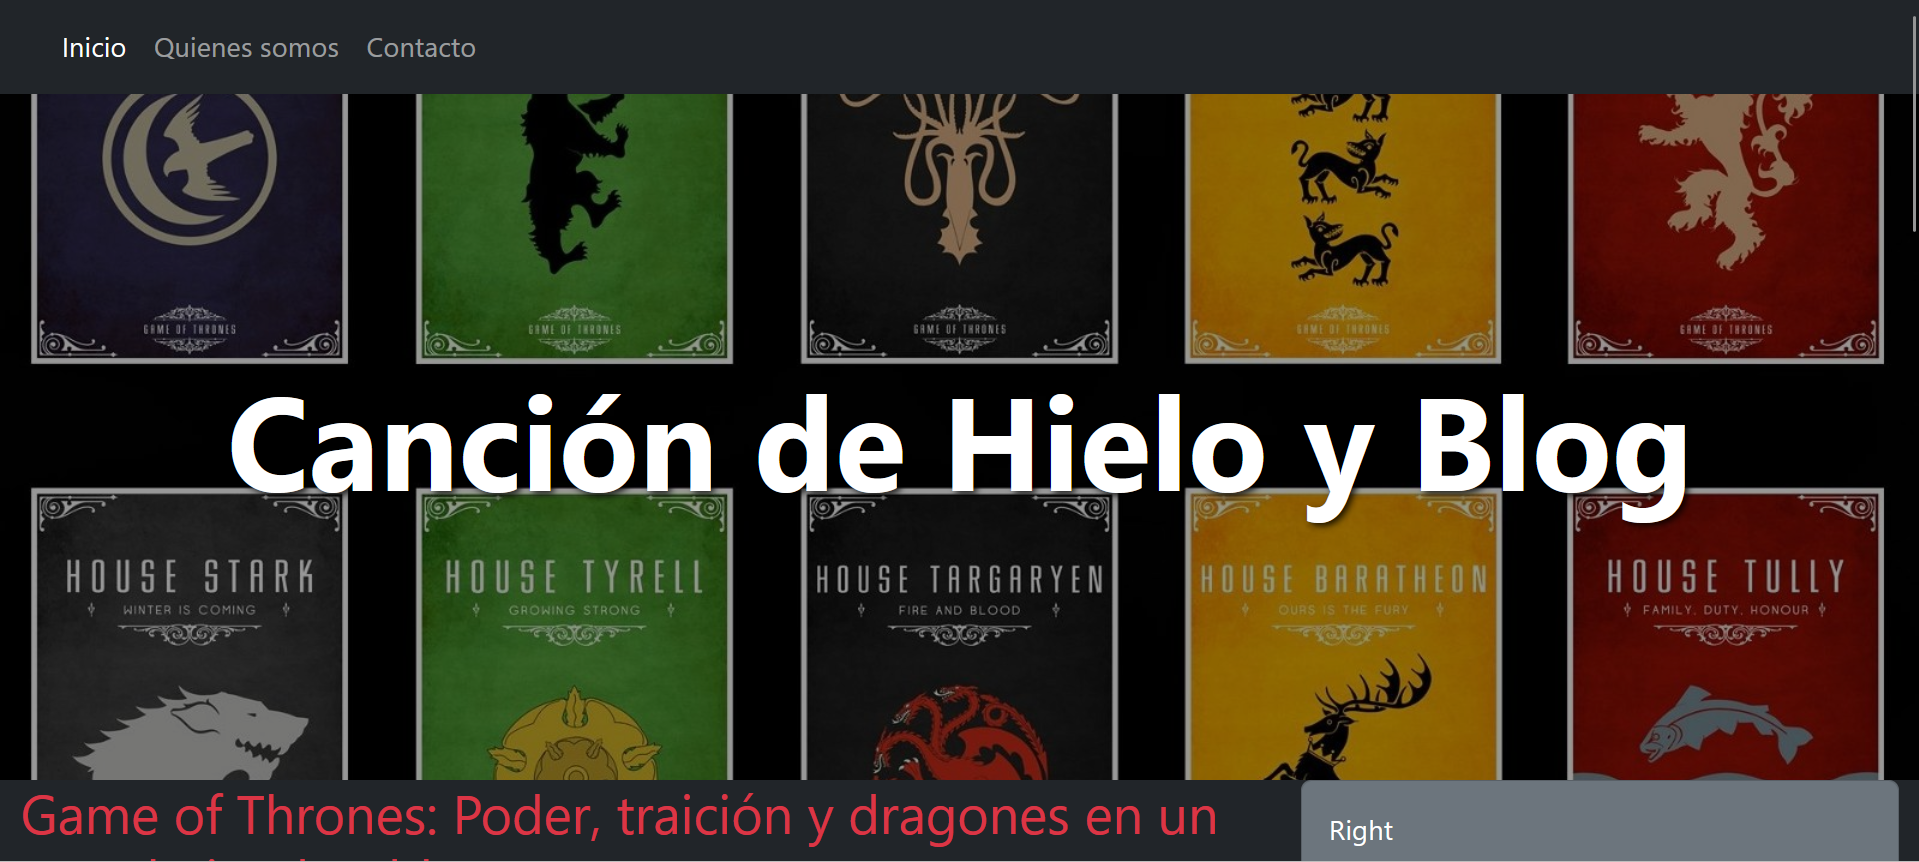 Inicio Quienes somos Contacto
GAME OF THRONES GAME OF THRONES GAME OF THRONES GAME OF THRONES GAME OF THRONES
Canción de Hielo y Blog
HOUSE STARK HOUSE TYRELL HOUSE TARGARYEN HOUSE BARATHEON HOUSE TULLY
WINTER IS COMING GROWING STRONG FIRE AND BLOOD OURS IS THE FURY FAMILY. DUTY. HONOUR
Game of Thrones: Poder, traición y dragones en un
Right